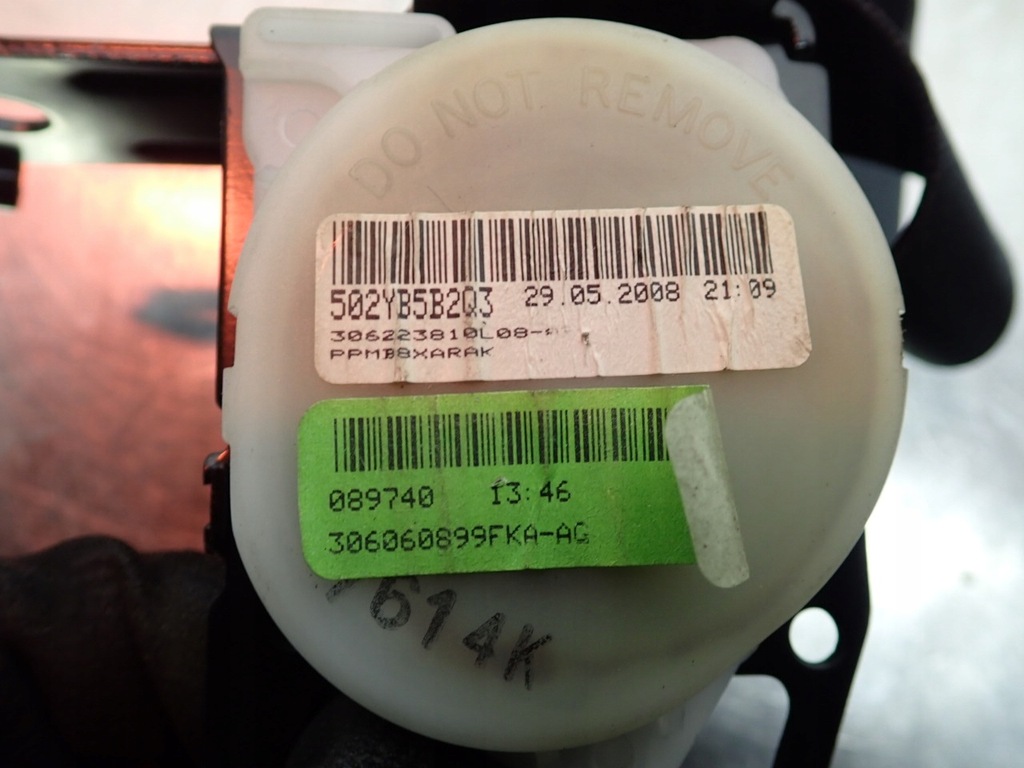 DO NOT REMOVE
502YB5B2Q3 29.05.2008 21:09
306223810L08-A
PPMB8XARAK
089740 13:46
306060899FKA-AG
614K